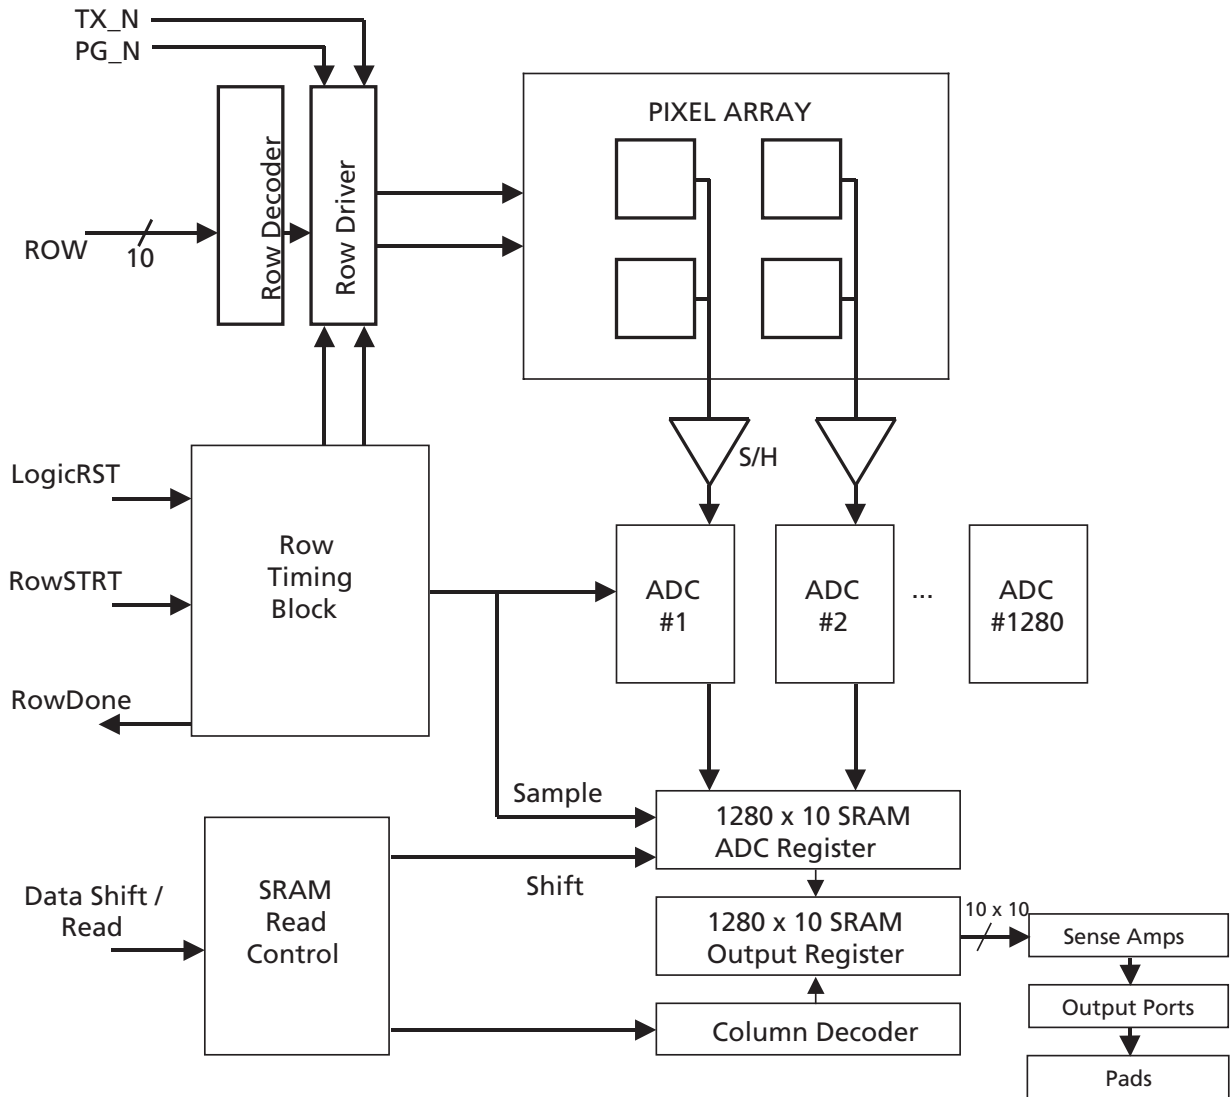 TX_N
PG_N
PIXEL ARRAY
Row Decoder
Row Driver
ROW
10
S/H
LogicRST
RowSTRT
RowDone
Row
Timing
Block
ADC
#1
ADC
#2
...
ADC
#1280
Sample
Shift
1280 x 10 SRAM
ADC Register
Data Shift /
Read
SRAM
Read
Control
1280 x 10 SRAM
Output Register
10 x 10
Sense Amps
Output Ports
Column Decoder
Pads